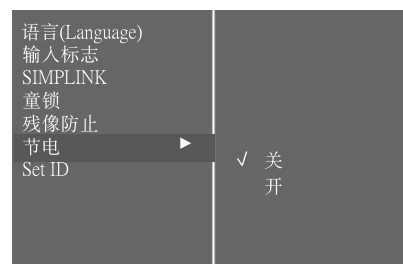 语言(Language)
输入标志
SIMPLINK
童锁
残像防止
节电 ►
Set ID
√ 关
开